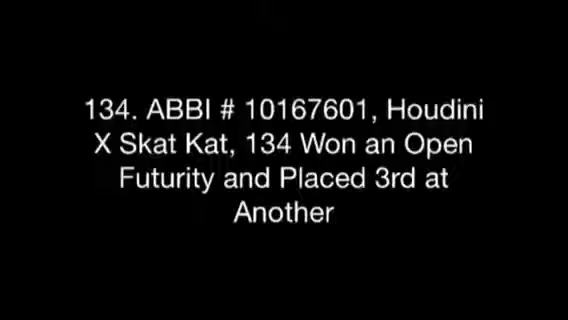 134. ABBI # 10167601, Houdini
X Skat Kat, 134 Won an Open
Futurity and Placed 3rd at
Another